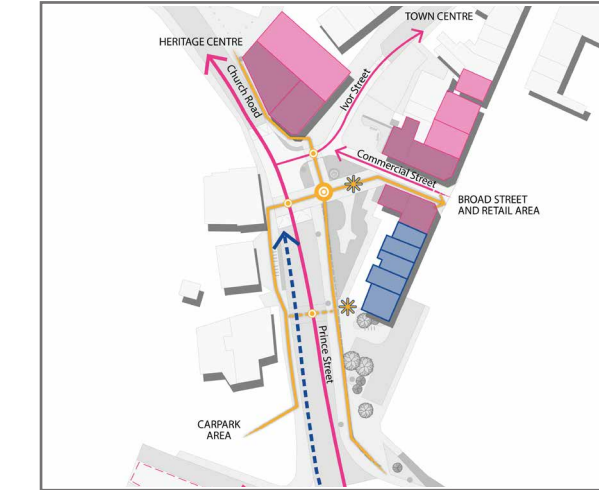 TOWN CENTRE
HERITAGE CENTRE
Church Road
Ivor Street
Commercial Street
BROAD STREET
AND RETAIL AREA
Prince Street
CARPARK
AREA